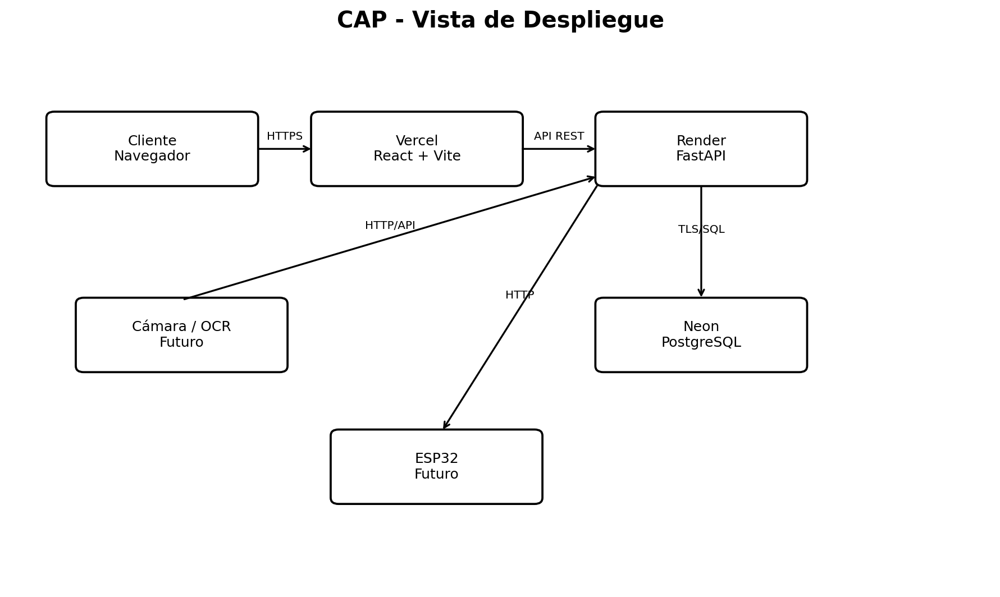 CAP - Vista de Despliegue
Cliente
Navegador
HTTPS
Vercel
React + Vite
API REST
Render
FastAPI
HTTP/API
TLS/SQL
HTTP
Cámara / OCR
Futuro
Neon
PostgreSQL
ESP32
Futuro